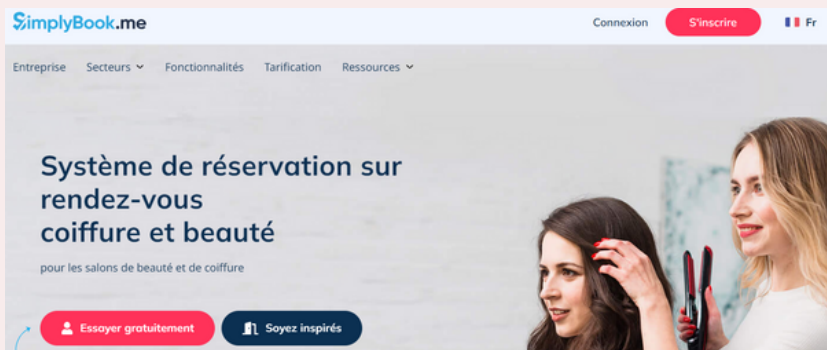 SimplyBook.me
Connexion
S'inscrire
Fr
Entreprise Secteurs Fonctionnalités Tarification Ressources
Système de réservation sur
rendez-vous
coiffure et beauté
pour les salons de beauté et de coiffure
Essayer gratuitement
Soyez inspirés